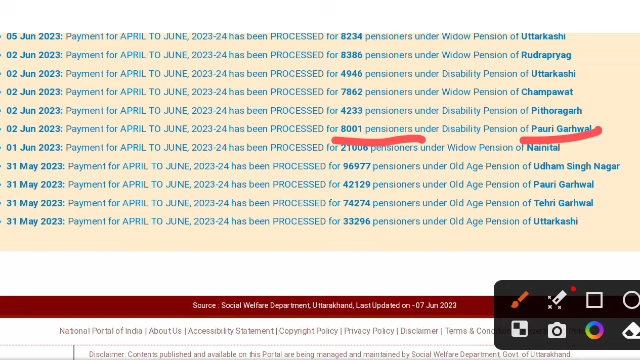 05 Jun 2023: Payment for APRIL TO JUNE, 2023-24 has been PROCESSED for 8234 pensioners under Widow Pension of Uttarkashi
02 Jun 2023: Payment for APRIL TO JUNE, 2023-24 has been PROCESSED for 8386 pensioners under Widow Pension of Rudrapryag
02 Jun 2023: Payment for APRIL TO JUNE, 2023-24 has been PROCESSED for 4946 pensioners under Disability Pension of Uttarkashi
02 Jun 2023: Payment for APRIL TO JUNE, 2023-24 has been PROCESSED for 7862 pensioners under Widow Pension of Champawat
02 Jun 2023: Payment for APRIL TO JUNE, 2023-24 has been PROCESSED for 4233 pensioners under Disability Pension of Pithoragarh
02 Jun 2023: Payment for APRIL TO JUNE, 2023-24 has been PROCESSED for 8001 pensioners under Disability Pension of Pauri Garhwal
01 Jun 2023: Payment for APRIL TO JUNE, 2023-24 has been PROCESSED for 21606 pensioners under Widow Pension of Nainital
31 May 2023: Payment for APRIL TO JUNE, 2023-24 has been PROCESSED for 96977 pensioners under Old Age Pension of Udham Singh Nagar
31 May 2023: Payment for APRIL TO JUNE, 2023-24 has been PROCESSED for 42129 pensioners under Old Age Pension of Pauri Garhwal
31 May 2023: Payment for APRIL TO JUNE, 2023-24 has been PROCESSED for 74274 pensioners under Old Age Pension of Tehri Garhwal
31 May 2023: Payment for APRIL TO JUNE, 2023-24 has been PROCESSED for 33296 pensioners under Old Age Pension of Uttarkashi
Source : Social Welfare Department, Uttarakhand, Last Updated on - 07 Jun 2023
National Portal of India | About Us | Accessibility Statement | Copyright Policy | Privacy Policy | Disclaimer | Terms &
Disclaimer: Contents published and available on this Portal are being managed and maintained by Social Welfare Department, Govt. of Uttarakhand.